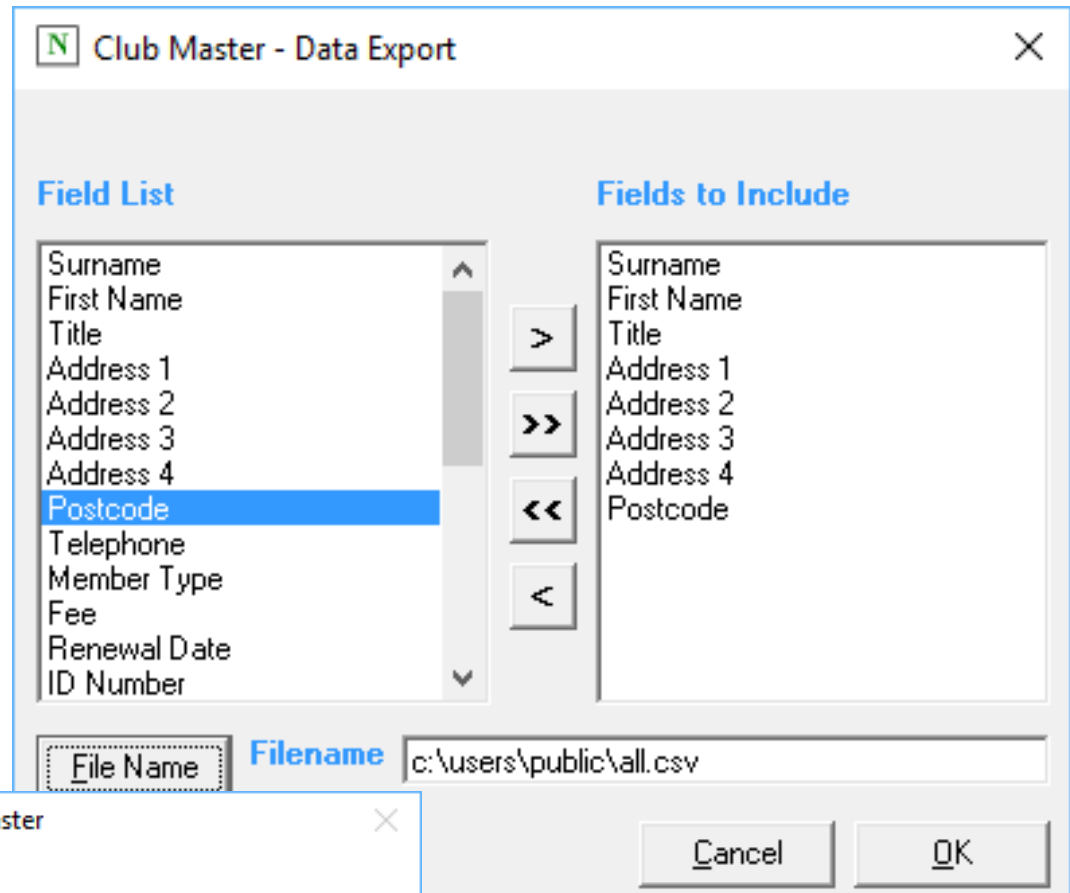 N Club Master - Data Export
Field List
Surname
First Name
Title
Address 1
Address 2
Address 3
Address 4
Postcode
Telephone
Member Type
Fee
Renewal Date
ID Number
>
>>
<<
<
Fields to Include
Surname
First Name
Title
Address 1
Address 2
Address 3
Address 4
Postcode
File Name
Filename
c:\users\public\all.csv
aster
Cancel
OK